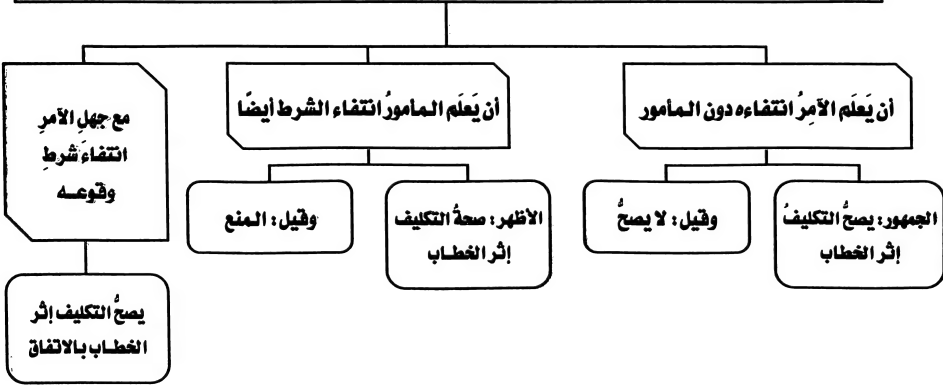 أن يَعلَم الآمِرُ انتفاءه دون المأمور
الجمهور: يصحُّ التكليفُ
إثر الخطاب
وقيل: لا يصحُّ
أن يَعلَم المأمورُ انتفاء الشرط أيضًا
الأظهر: صحةُ التكليف
إثر الخطاب
وقيل: المنع
مع جهلِ الآمرِ
انتفاءَ شرطِ
وقوعه
يصحُّ التكليف إثر
الخطاب بالاتفاق